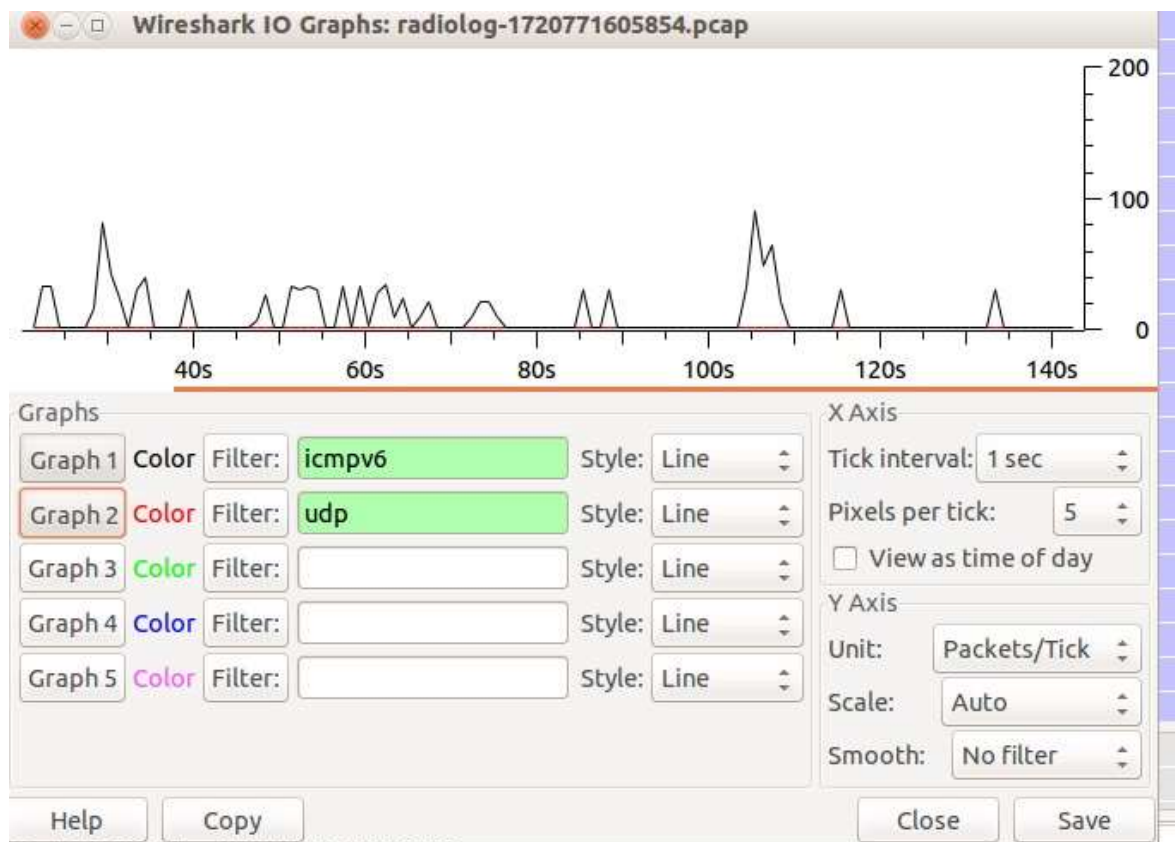 Wireshark IO Graphs: radiolog-1720771605854.pcap
200
100
0
40s 60s 80s 100s 120s 140s
Graphs
Graph 1 Color Filter: icmpv6 Style: Line
Graph 2 Color Filter: udp Style: Line
Graph 3 Color Filter: Style: Line
Graph 4 Color Filter: Style: Line
Graph 5 Color Filter: Style: Line
X Axis
Tick interval: 1 sec
Pixels per tick: 5
View as time of day
Y Axis
Unit: Packets/Tick
Scale: Auto
Smooth: No filter
Help Copy Close Save